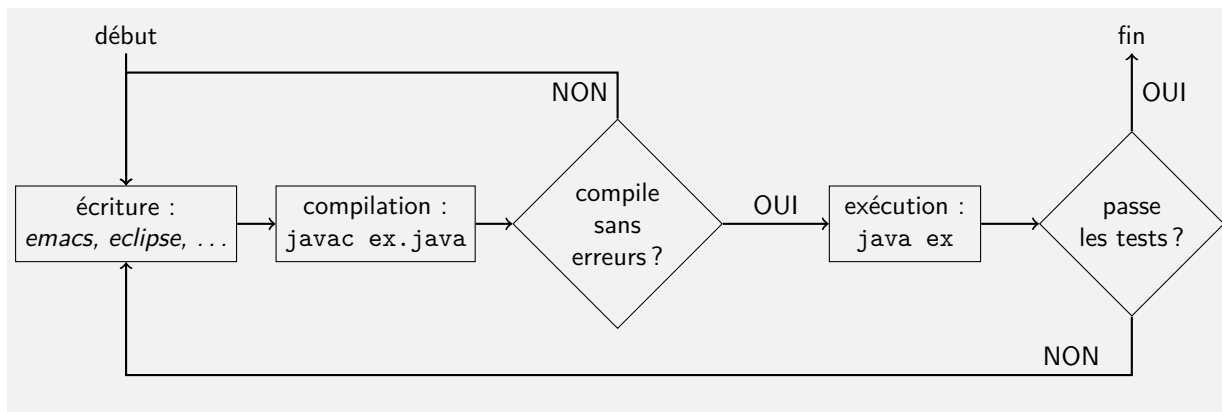 début
fin
NON
OUI
écriture :
emacs, eclipse, . . .
compilation :
javac ex.java
compile
sans
erreurs ?
OUI
exécution :
java ex
passe
les tests ?
NON